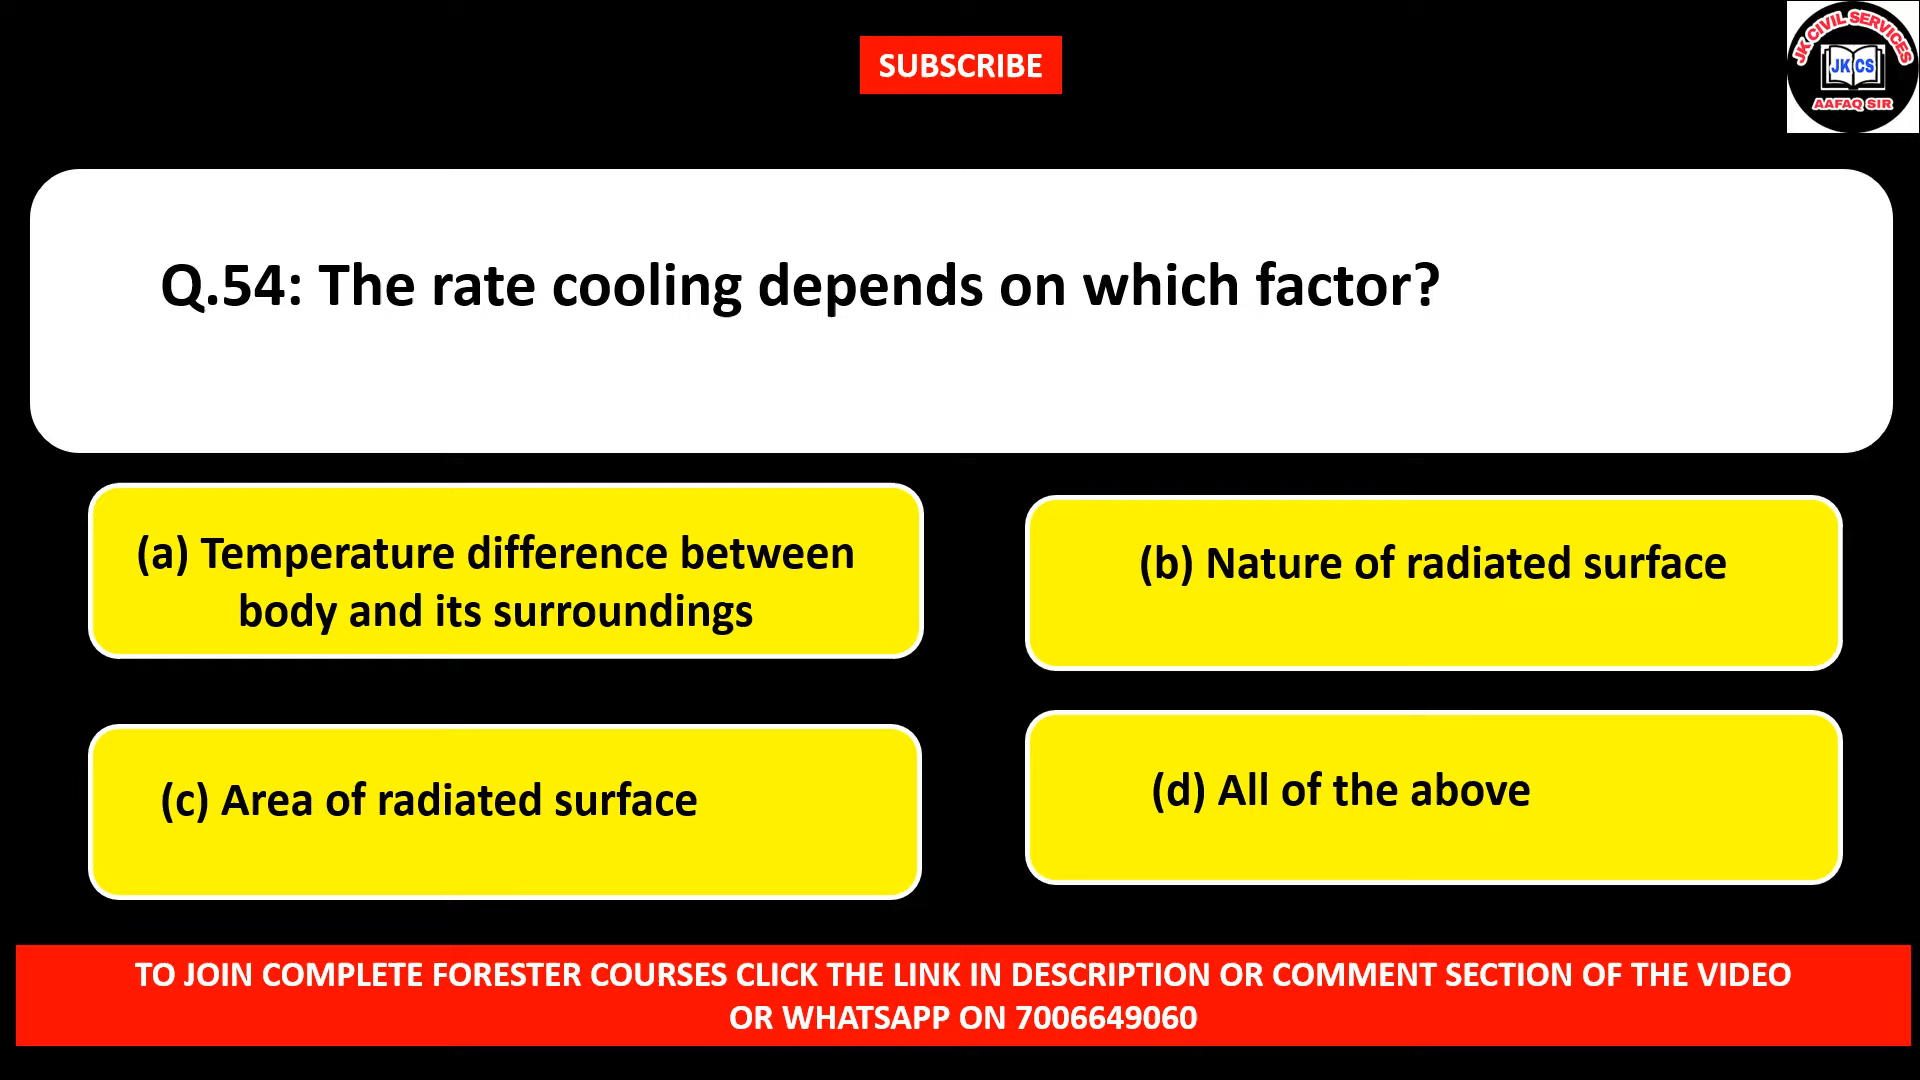 SUBSCRIBE
JK CIVIL SERVICES
JK CS
AAFAQ SIR
Q.54: The rate cooling depends on which factor?
(a) Temperature difference between
body and its surroundings
(b) Nature of radiated surface
(c) Area of radiated surface
(d) All of the above
TO JOIN COMPLETE FORESTER COURSES CLICK THE LINK IN DESCRIPTION OR COMMENT SECTION OF THE VIDEO
OR WHATSAPP ON 7006649060